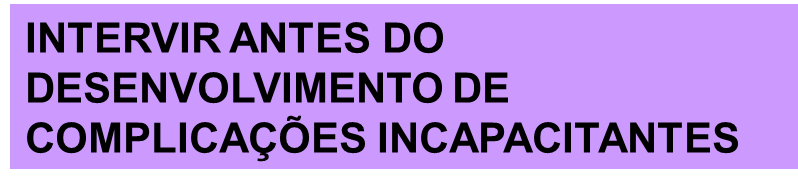 INTERVIR ANTES DO
DESENVOLVIMENTO DE
COMPLICAÇÕES INCAPACITANTES